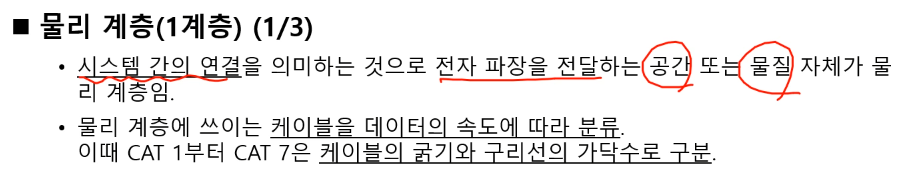 ■ 물리 계층(1계층) (1/3)
• 시스템 간의 연결을 의미하는 것으로 전자 파장을 전달하는 공간 또는 물질 자체가 물
리 계층임.
• 물리 계층에 쓰이는 케이블을 데이터의 속도에 따라 분류.
이때 CAT 1부터 CAT 7은 케이블의 굵기와 구리선의 가닥수로 구분.